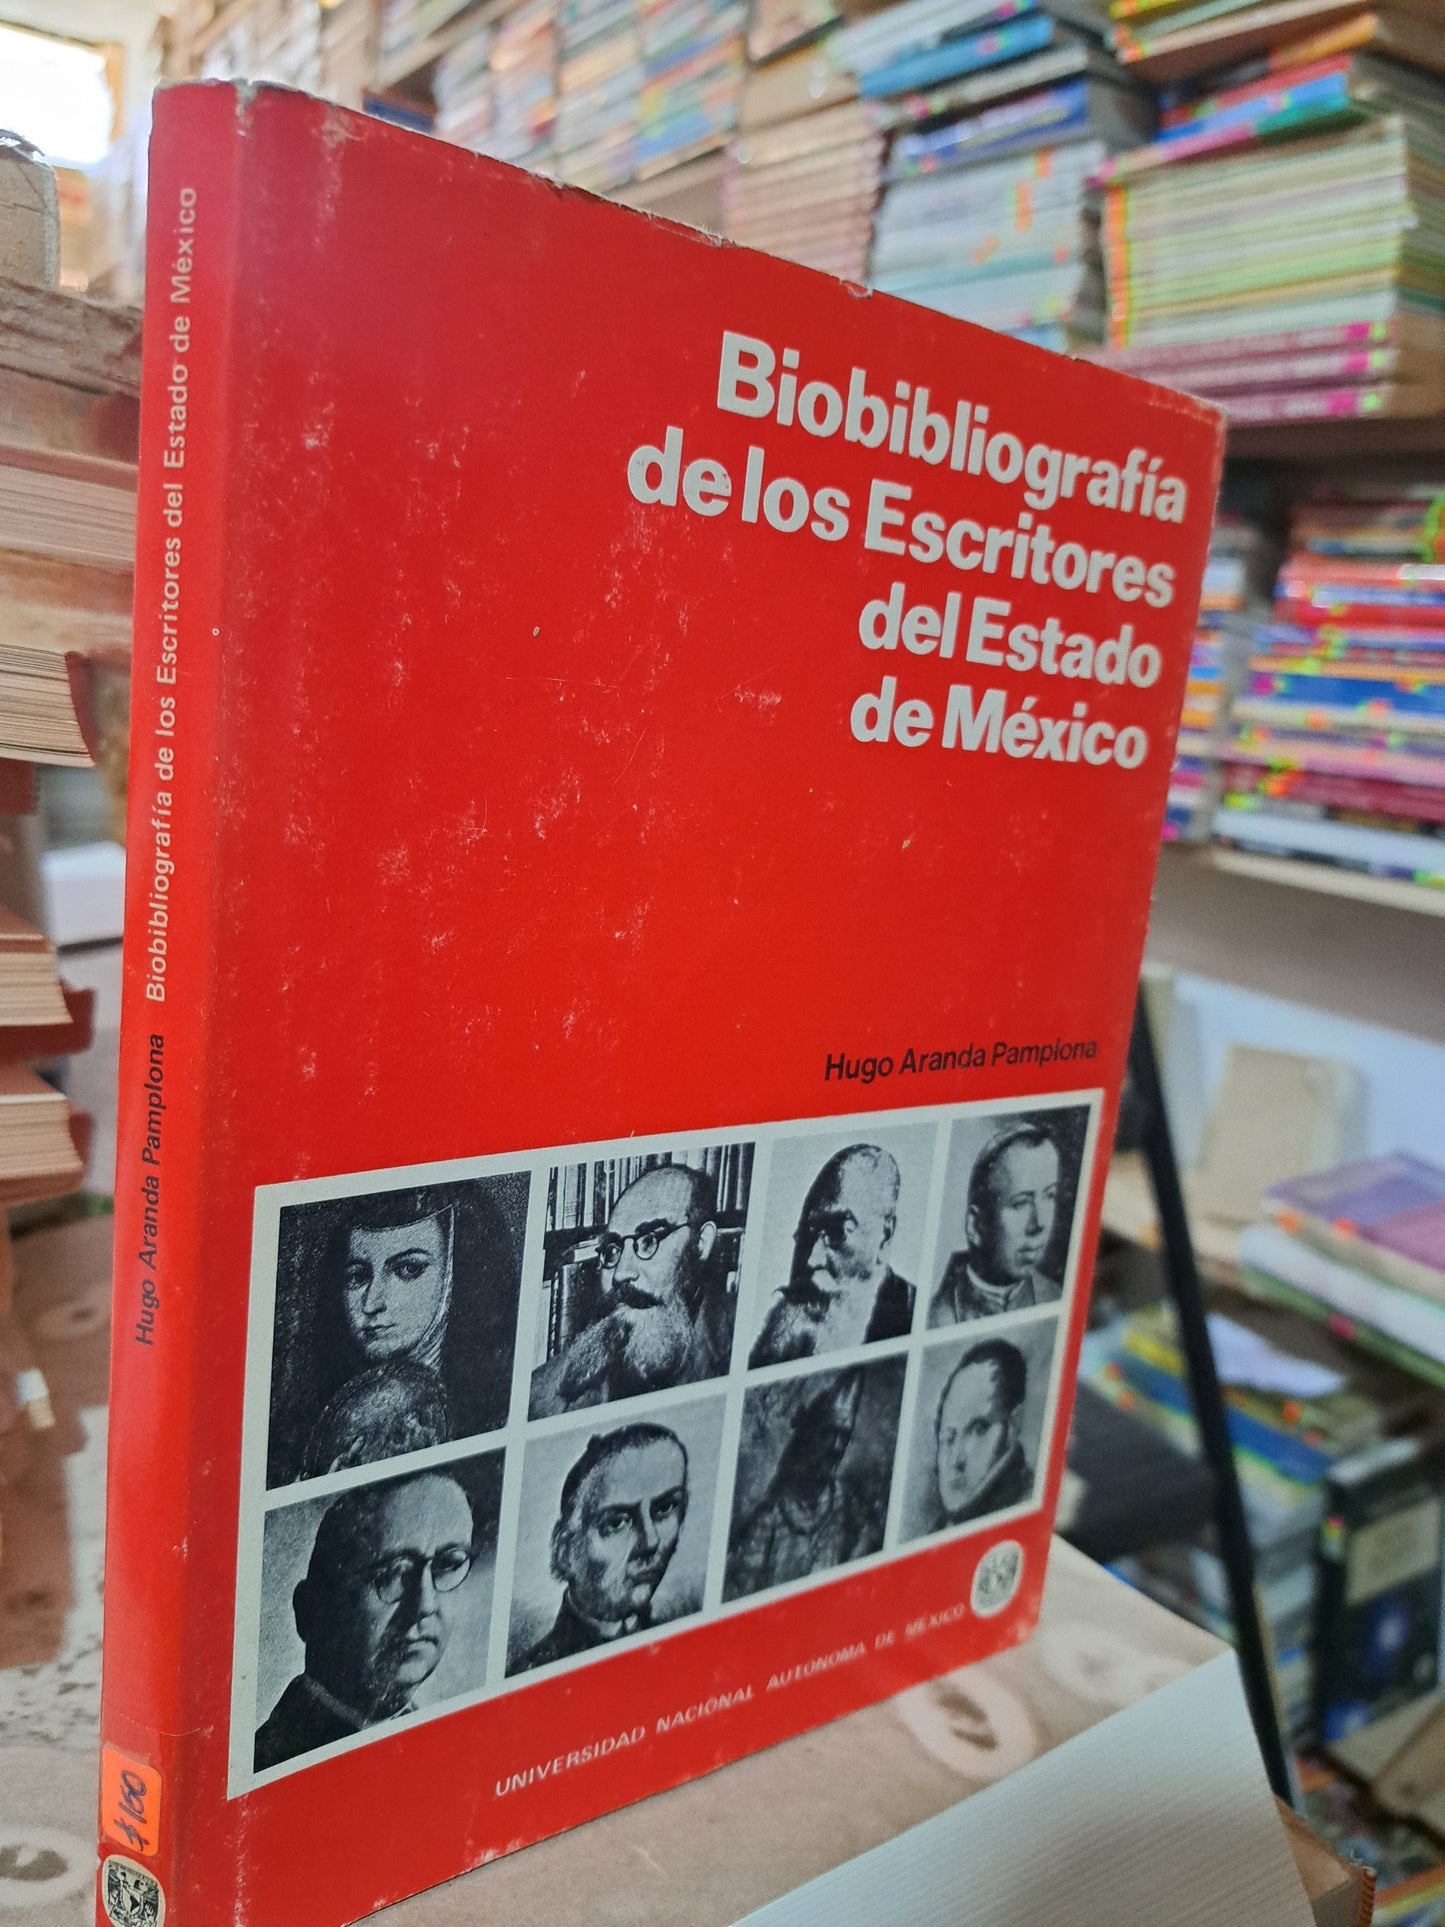 Biobibliografía
de los Escritores
del Estado
de México
Hugo Aranda Pamplona
UNIVERSIDAD NACIONAL AUTONOMA DE MEXICO
Hugo Aranda Pamplona Biobibliografía de los Escritores del Estado de México
$150